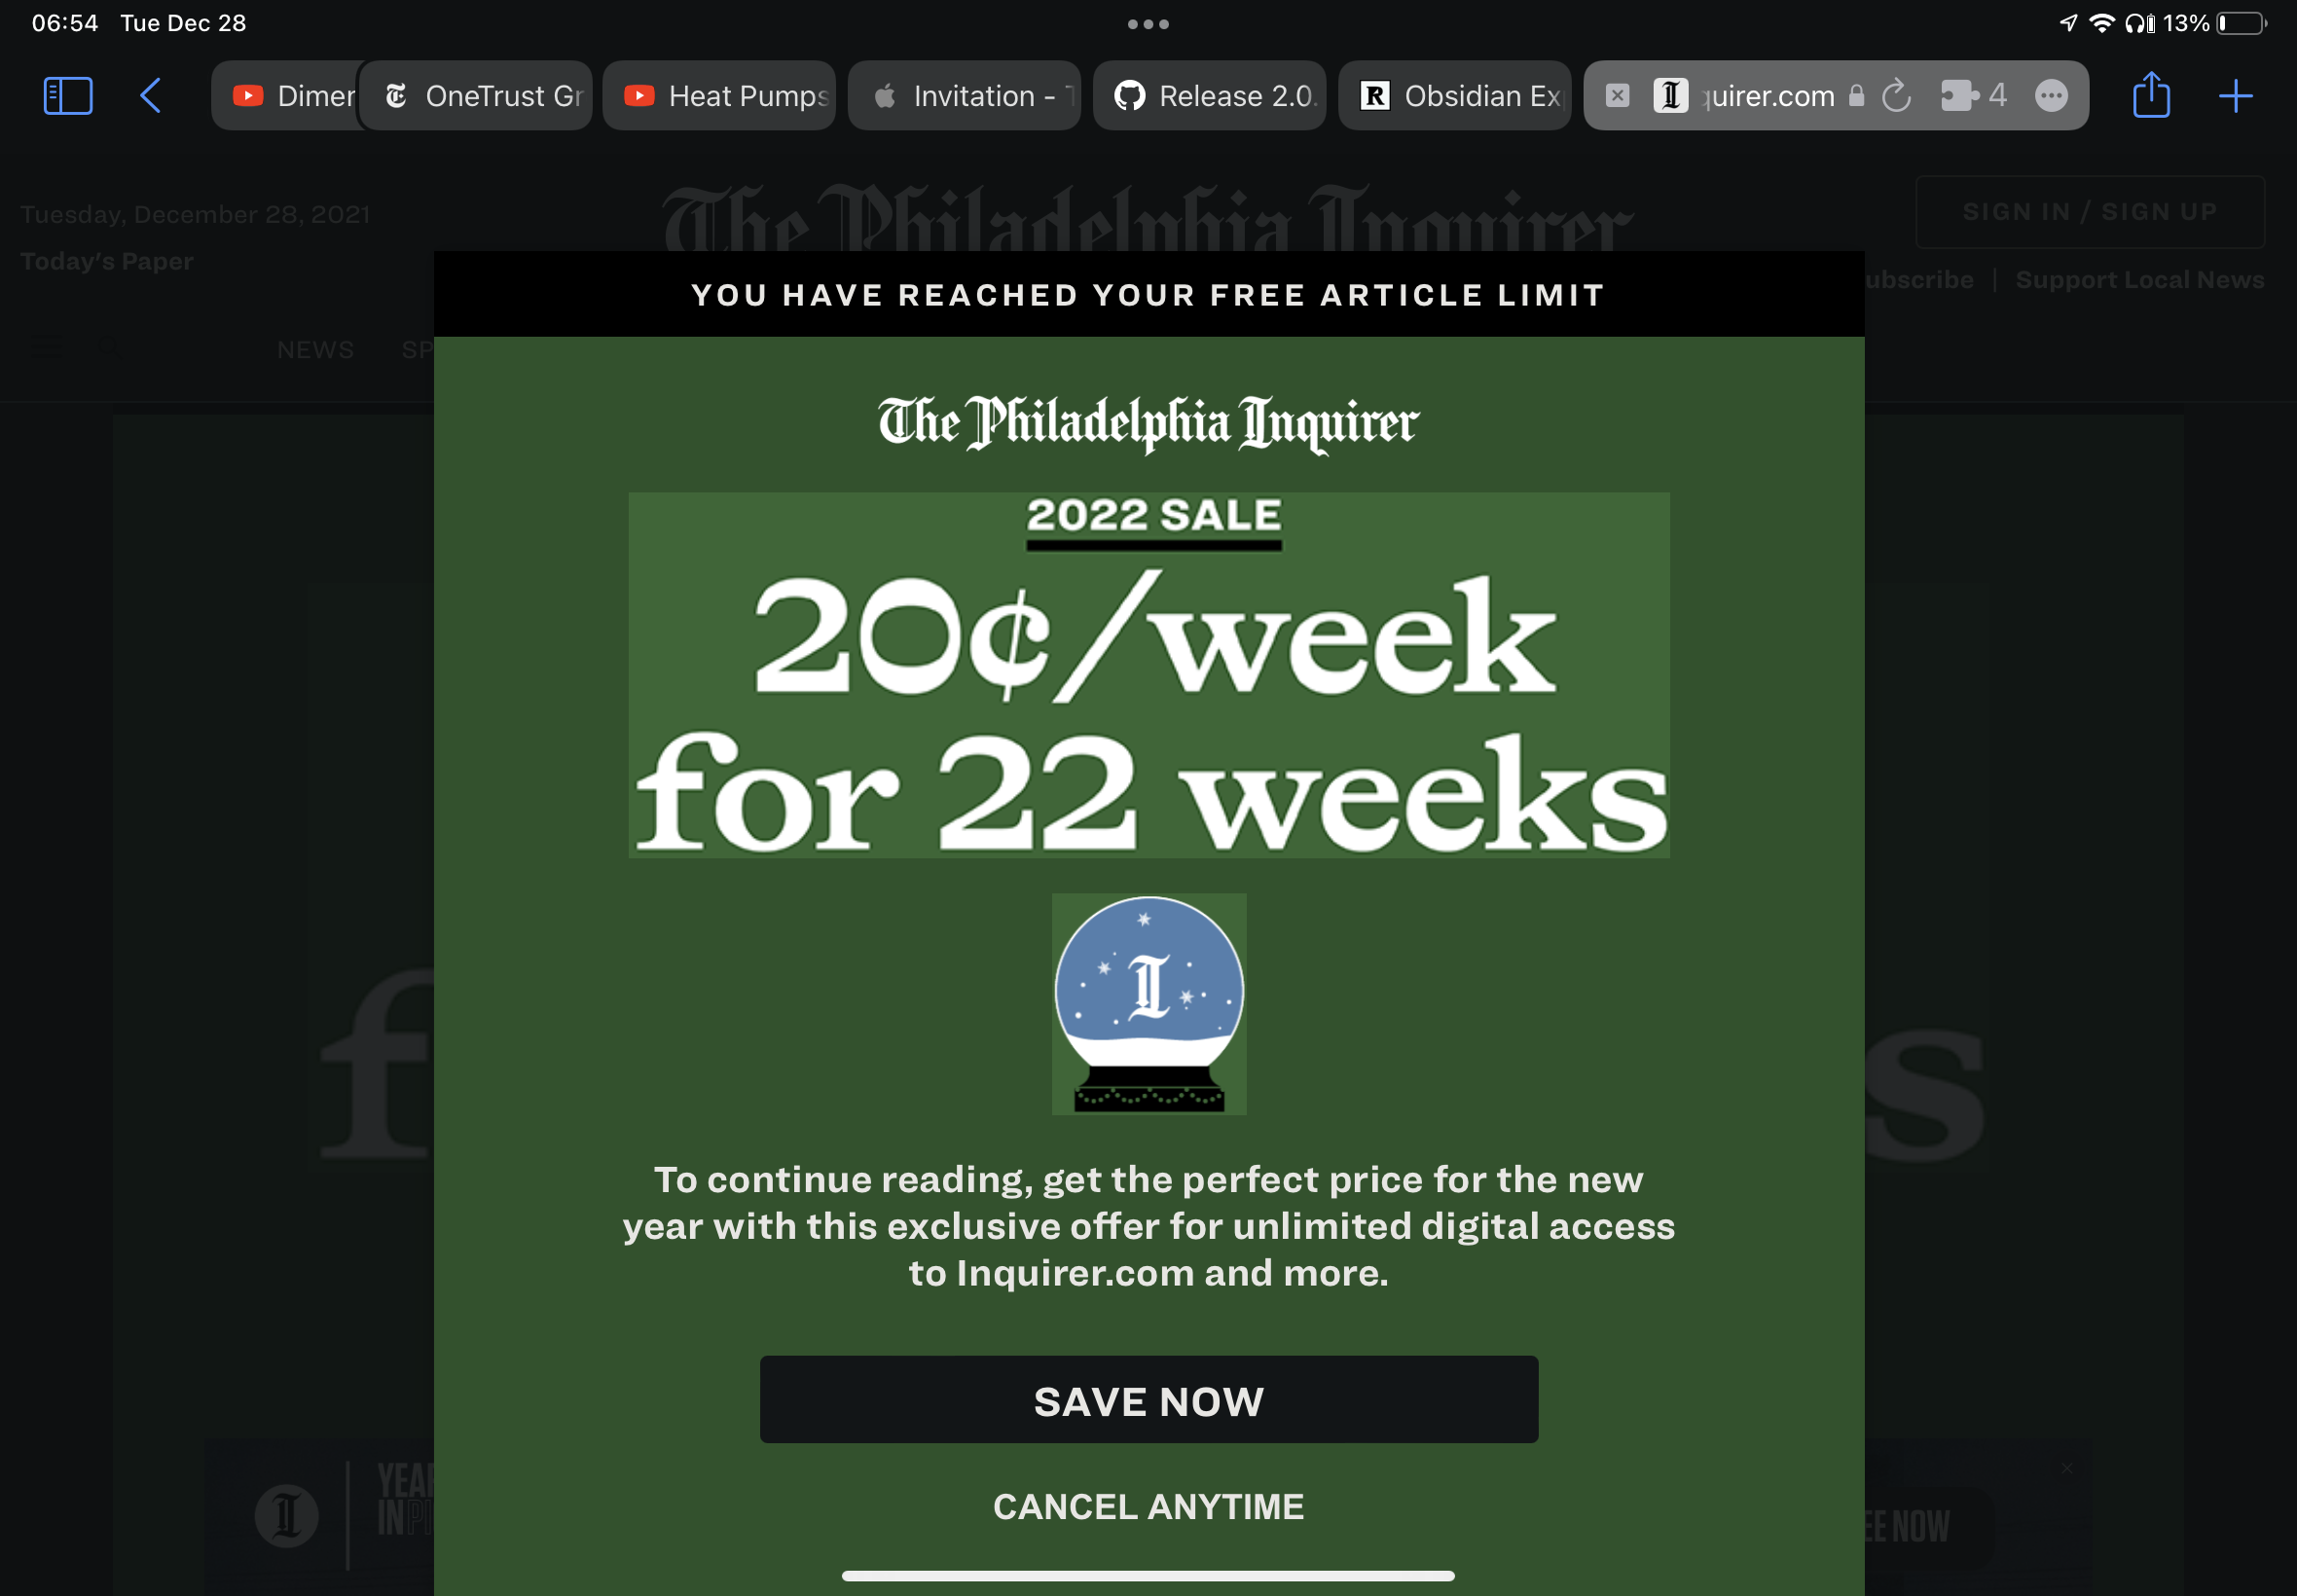 06:54 Tue Dec 28
13%
Dimer
OneTrust Gr
Heat Pumps
Invitation -
Release 2.0.
Obsidian Ex
quirer.com
4
Tuesday, December 28, 2021
The Philadelphia Inquirer
SIGN IN / SIGN UP
Today's Paper
ubscribe | Support Local News
NEWS SP
YOU HAVE REACHED YOUR FREE ARTICLE LIMIT
The Philadelphia Inquirer
2022 SALE
20¢/week
for 22 weeks
f
s
I
To continue reading, get the perfect price for the new
year with this exclusive offer for unlimited digital access
to Inquirer.com and more.
SAVE NOW
CANCEL ANYTIME
I
YEAR
INPI
EE NOW